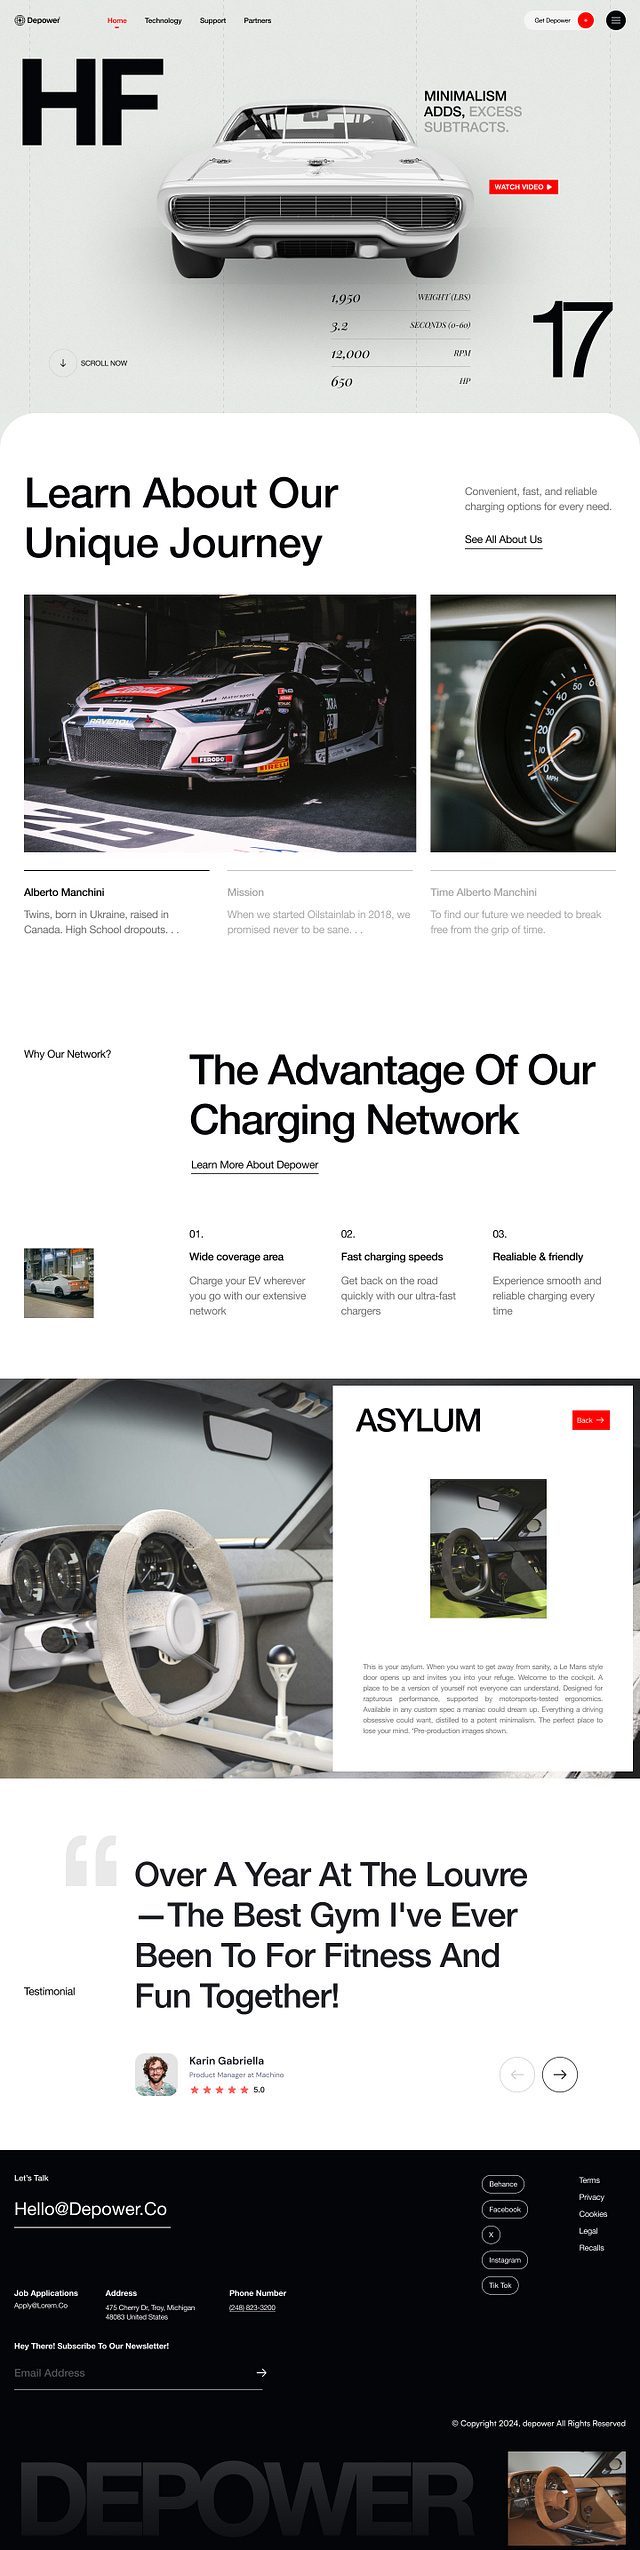 Depower
Home
Technology
Support
Partners
Get Depower
HF
MINIMALISM
ADDS, EXCESS
SUBTRACTS.
WATCH VIDEO
1,950 WEIGHT (LBS)
3.2 SECONDS (0-60)
12,000 RPM
650 HP
17
SCROLL NOW
Learn About Our
Unique Journey
Convenient, fast, and reliable
charging options for every need.
See All About Us
RAVENOL
FERODO
PIRELLI
23
60
50
40
30
20
10
0
MPH
Alberto Manchini
Twins, born in Ukraine, raised in
Canada. High School dropouts. . .
Mission
When we started Oilstainlab in 2018, we
promised never to be sane. . .
Time Alberto Manchini
To find our future we needed to break
free from the grip of time.
Why Our Network?
The Advantage Of Our
Charging Network
Learn More About Depower
01.
Wide coverage area
Charge your EV wherever
you go with our extensive
network
02.
Fast charging speeds
Get back on the road
quickly with our ultra-fast
chargers
03.
Realiable & friendly
Experience smooth and
reliable charging every
time
ASYLUM
Back
This is your asylum. When you want to get away from sanity, a Le Mans style
door opens up and invites you into your refuge. Welcome to the cockpit. A
place to be a version of yourself not everyone can understand. Designed for
rapturous performance, supported by motorsports-tested ergonomics.
Available in any custom spec a maniac could dream up. Everything a driving
obsessive could want, distilled to a potent minimalism. The perfect place to
lose your mind. *Pre-production images shown.
“
Over A Year At The Louvre
—The Best Gym I've Ever
Been To For Fitness And
Fun Together!
Testimonial
Karin Gabriella
Product Manager at Machino
5.0
Let's Talk
Hello@Depower.Co
Behance
Facebook
X
Instagram
Tik Tok
Terms
Privacy
Cookies
Legal
Recalls
Job Applications
Apply@Lorem.Co
Address
475 Cherry Dr, Troy, Michigan
48083 United States
Phone Number
(248) 823-3200
Hey There! Subscribe To Our Newsletter!
Email Address
© Copyright 2024, depower All Rights Reserved
DEPOWER